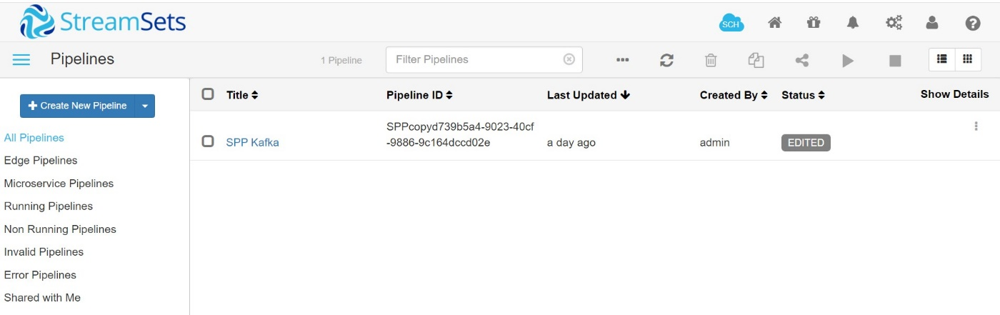 StreamSets
SCH
Pipelines
1 Pipeline
Filter Pipelines
Create New Pipeline
All Pipelines
Edge Pipelines
Microservice Pipelines
Running Pipelines
Non Running Pipelines
Invalid Pipelines
Error Pipelines
Shared with Me
Title Pipeline ID Last Updated Created By Status Show Details
SPPcopyd739b5a4-9023-40cf
SPP Kafka -9886-9c164dccd02e a day ago admin EDITED